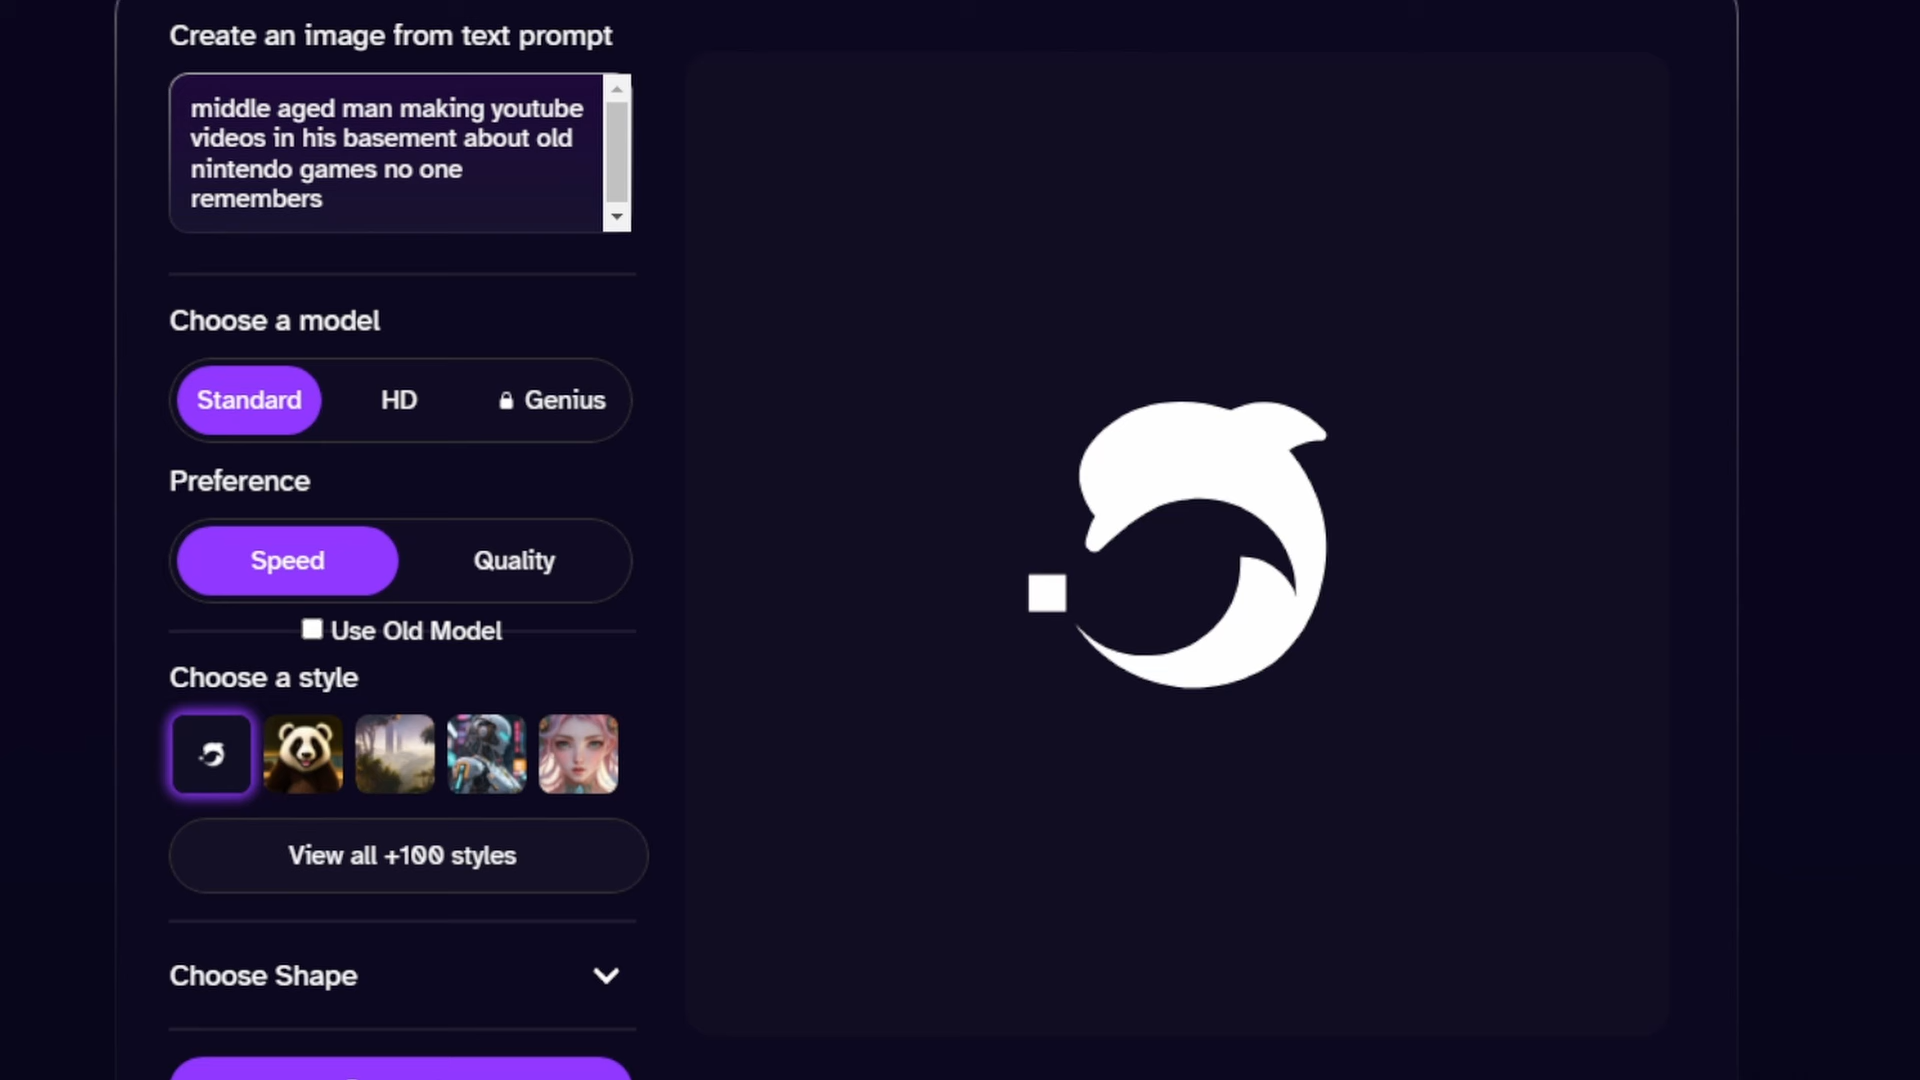 Create an image from text prompt
middle aged man making youtube
videos in his basement about old
nintendo games no one
remembers
Choose a model
Standard HD Genius
Preference
Speed Quality
Use Old Model
Choose a style
View all +100 styles
Choose Shape